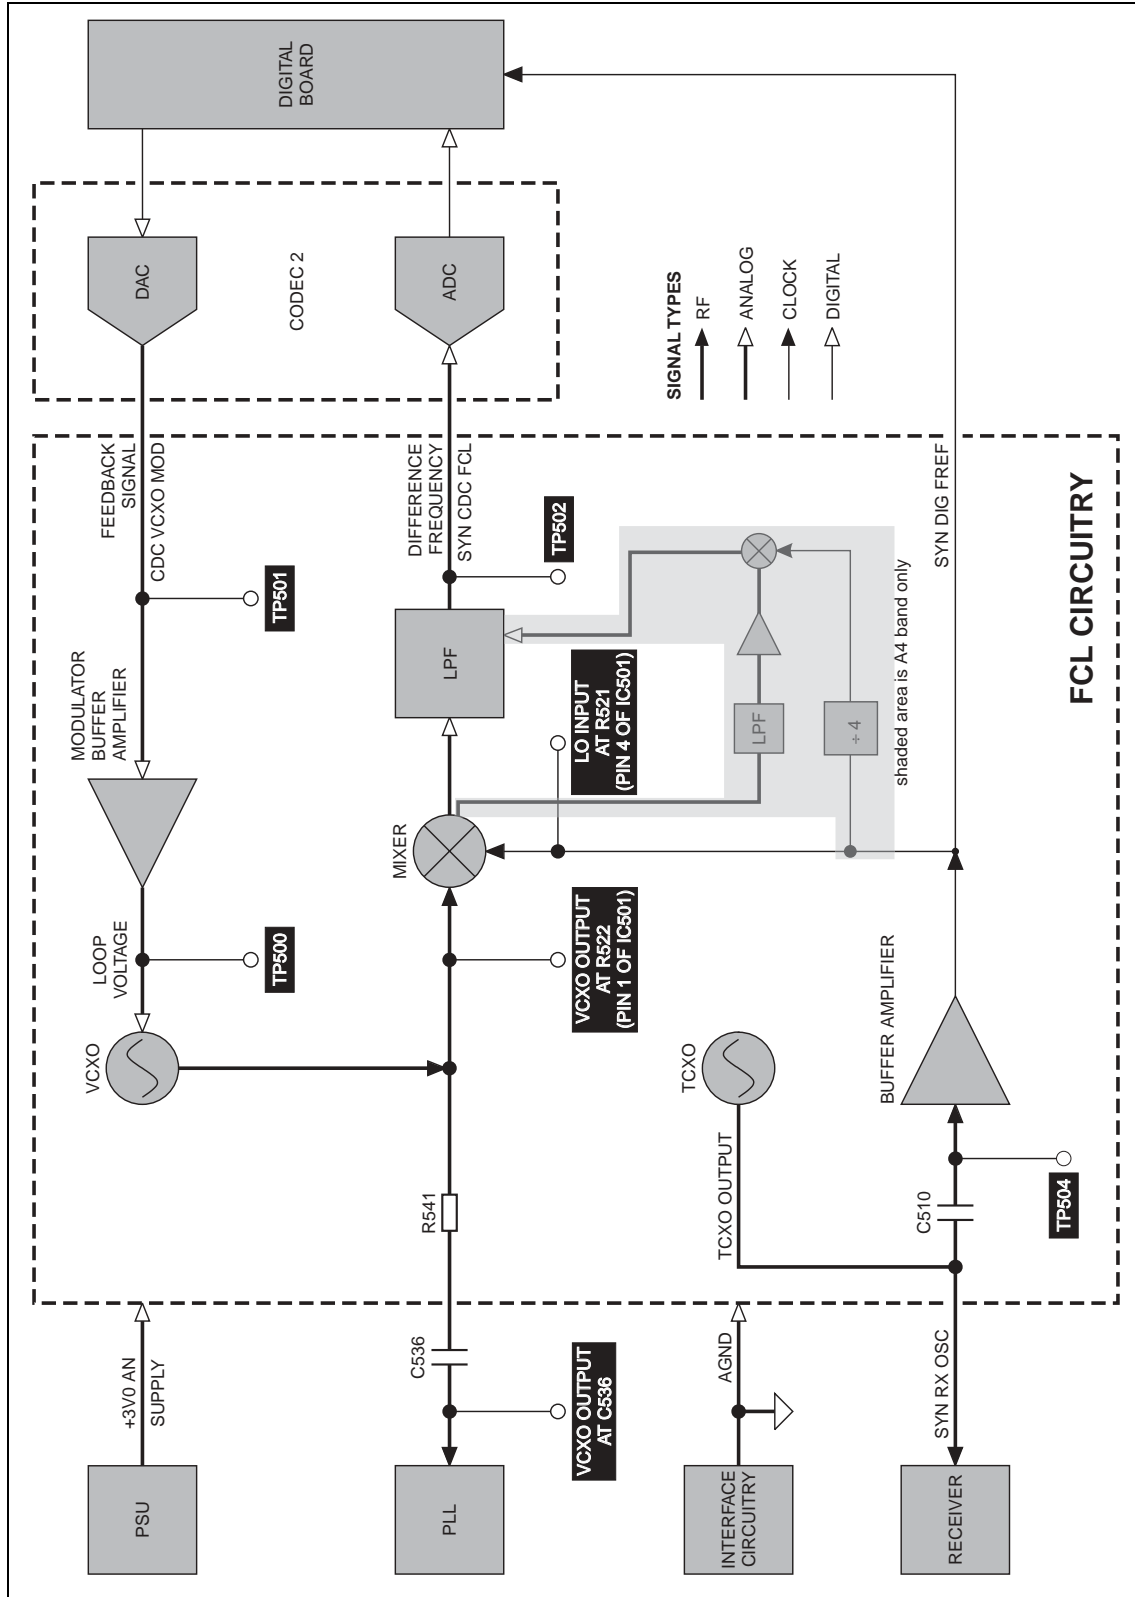 PSU
+3V0 AN
SUPPLY
VCXO
LOOP
VOLTAGE
TP500
MODULATOR
BUFFER
AMPLIFIER
TP501
FEEDBACK
SIGNAL
CDC VCXO MOD
DAC
CODEC 2
ADC
DIGITAL
BOARD
PLL
C536
VCXO OUTPUT
AT C536
R541
VCXO OUTPUT
AT R522
(PIN 1 OF IC501)
MIXER
LO INPUT
AT R521
(PIN 4 OF IC501)
LPF
TP502
DIFFERENCE
FREQUENCY
SYN CDC FCL
LPF
÷ 4
shaded area is A4 band only
SIGNAL TYPES
RF
ANALOG
CLOCK
DIGITAL
INTERFACE
CIRCUITRY
AGND
TCXO OUTPUT
TCXO
RECEIVER
SYN RX OSC
C510
TP504
BUFFER AMPLIFIER
SYN DIG FREF
FCL CIRCUITRY